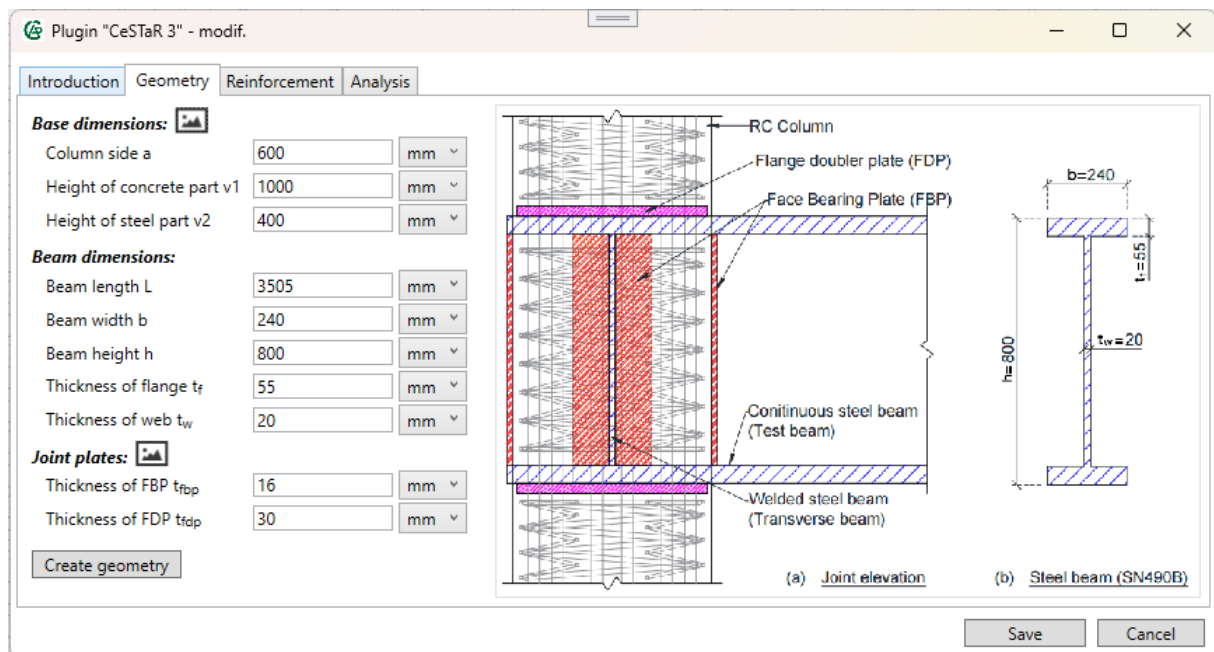 Plugin "CeSTaR 3" - modif.
Introduction
Geometry
Reinforcement
Analysis
Base dimensions:
Column side a 600 mm
Height of concrete part v1 1000 mm
Height of steel part v2 400 mm
Beam dimensions:
Beam length L 3505 mm
Beam width b 240 mm
Beam height h 800 mm
Thickness of flange tf 55 mm
Thickness of web tw 20 mm
Joint plates:
Thickness of FBP tfbp 16 mm
Thickness of FDP tfdp 30 mm
Create geometry
RC Column
Flange doubler plate (FDP)
Face Bearing Plate (FBP)
Conitinuous steel beam
(Test beam)
Welded steel beam
(Transverse beam)
(a) Joint elevation
b=240
tf=55
h=800
tw=20
(b) Steel beam (SN490B)
Save
Cancel